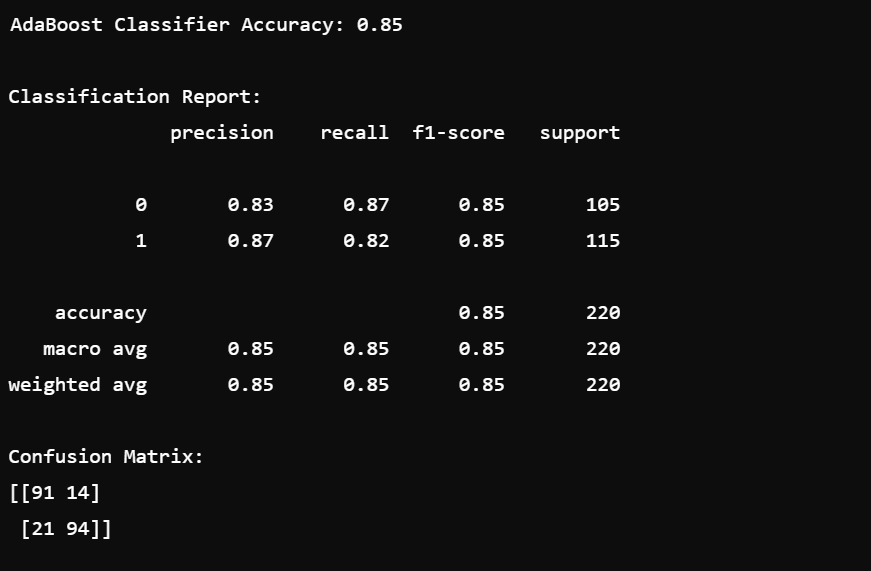 AdaBoost Classifier Accuracy: 0.85
Classification Report:
precision recall f1-score support
0 0.83 0.87 0.85 105
1 0.87 0.82 0.85 115
accuracy 0.85 220
macro avg 0.85 0.85 0.85 220
weighted avg 0.85 0.85 0.85 220
Confusion Matrix:
[[91 14]
[21 94]]